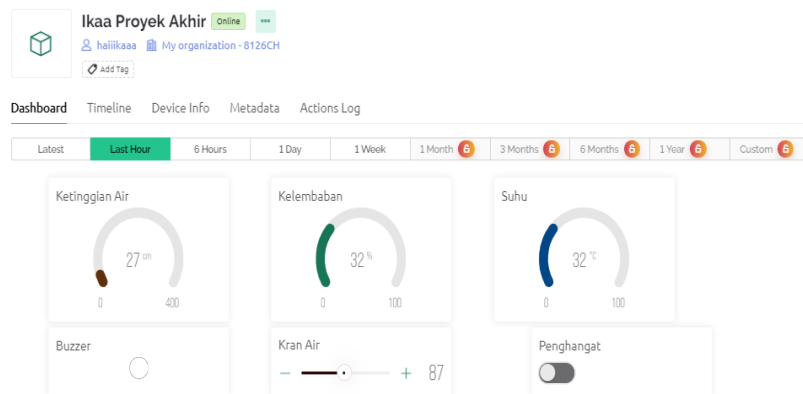 Ikaa Proyek Akhir Online
haiiikaaa My organization - 8126CH
Add Tag
Dashboard Timeline Device Info Metadata Actions Log
Latest Last Hour 6 Hours 1 Day 1 Week 1 Month 3 Months 6 Months 1 Year Custom
Ketinggian Air Kelembaban Suhu
27 cm 32 % 32 °C
0 400 0 100 0 100
Buzzer Kran Air Penghangat
− + 87